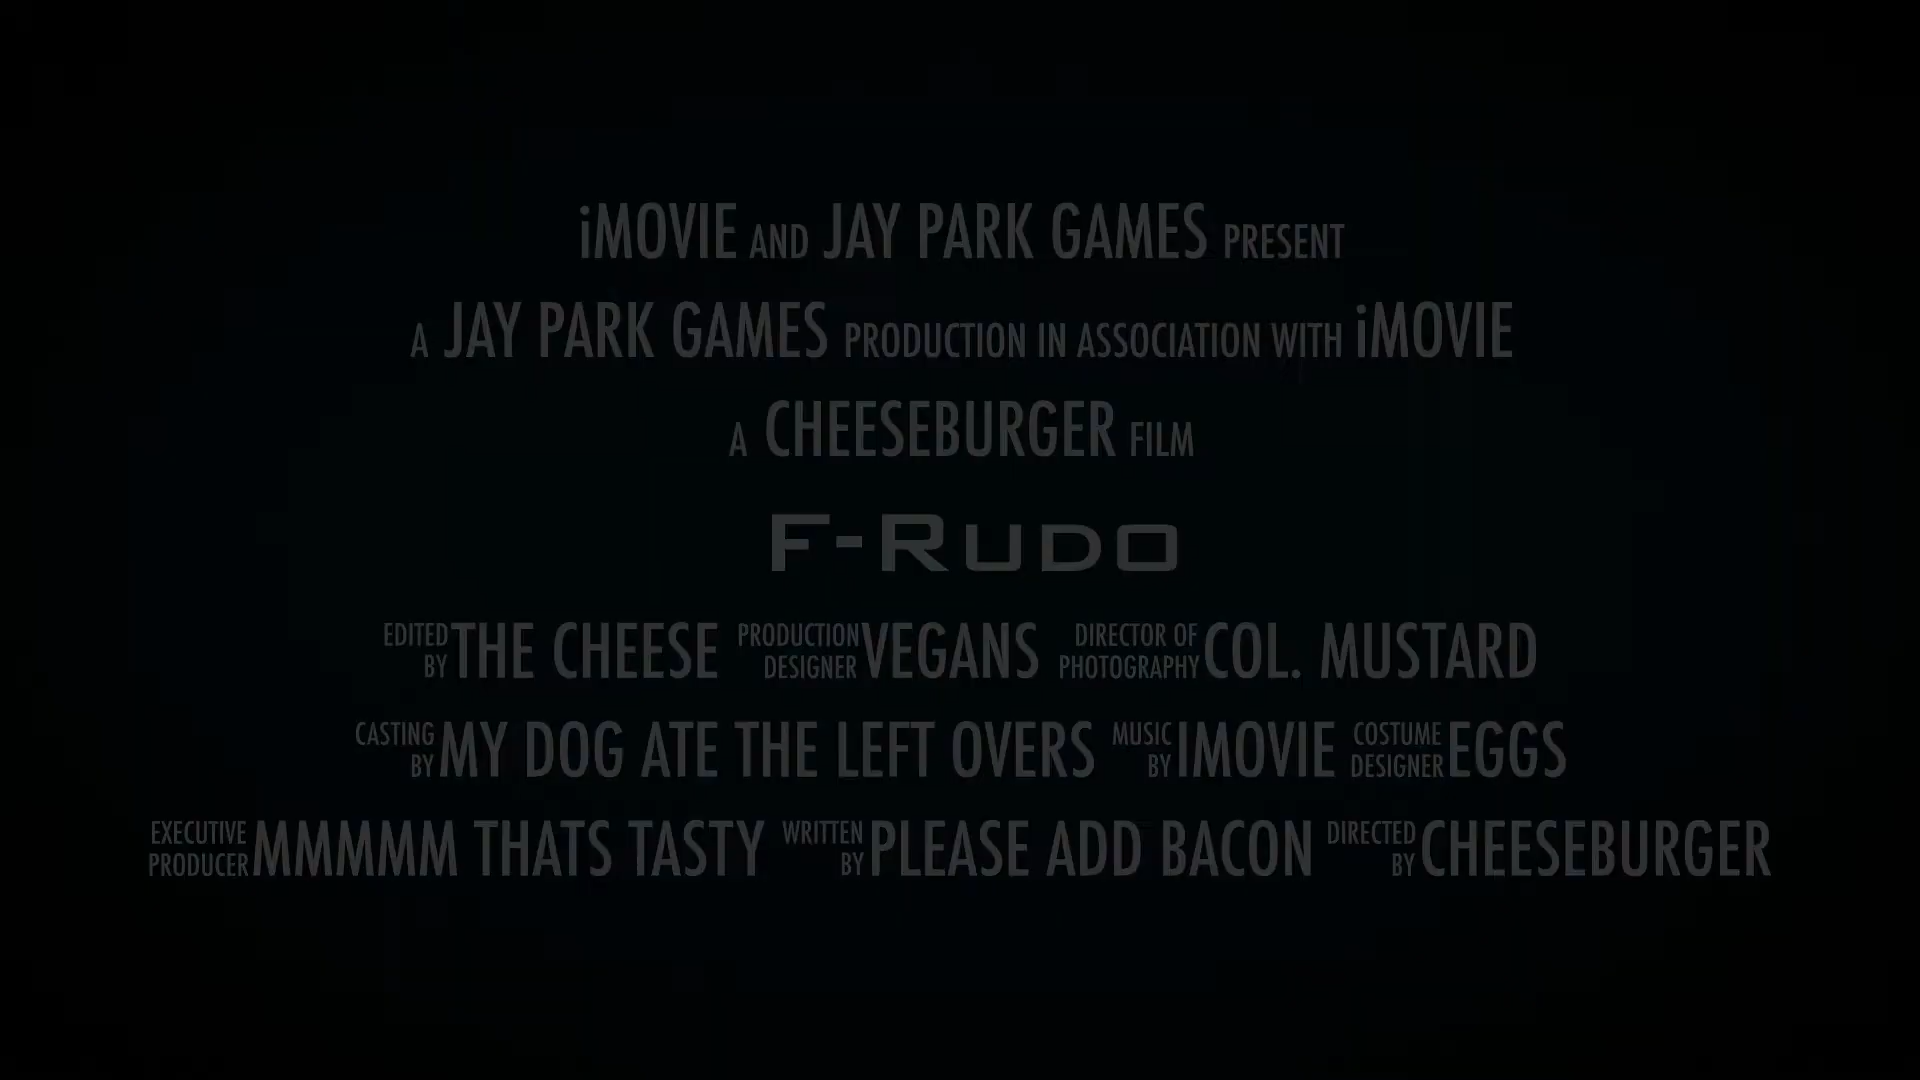 iMOVIE AND JAY PARK GAMES PRESENT
A JAY PARK GAMES PRODUCTION IN ASSOCIATION WITH iMOVIE
A CHEESEBURGER FILM
F-RUDO
EDITED BY THE CHEESE PRODUCTION DESIGNER VEGANS DIRECTOR OF PHOTOGRAPHY COL. MUSTARD
CASTING BY MY DOG ATE THE LEFT OVERS MUSIC BY IMOVIE COSTUME DESIGNER EGGS
EXECUTIVE PRODUCER MMMMM THATS TASTY WRITTEN BY PLEASE ADD BACON DIRECTED BY CHEESEBURGER